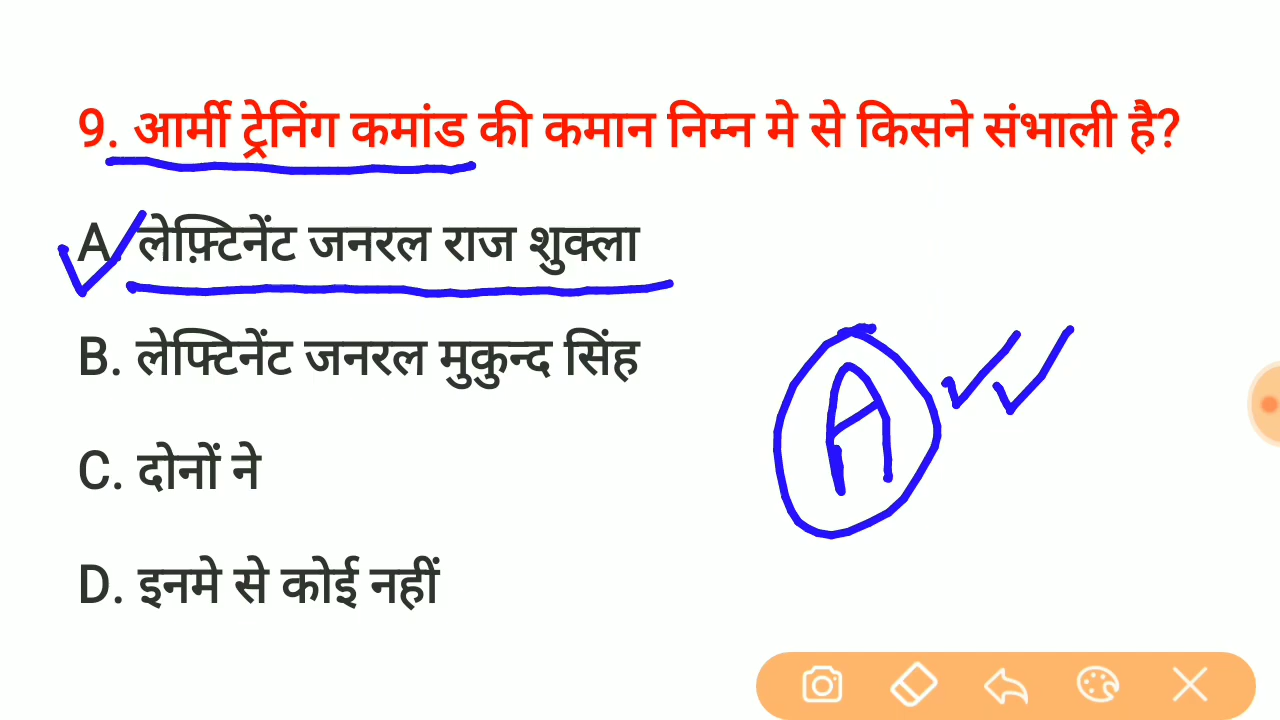 9. आर्मी ट्रेनिंग कमांड की कमान निम्न मे से किसने संभाली है?
A. लेफ़्टिनेंट जनरल राज शुक्ला
B. लेफ्टिनेंट जनरल मुकुन्द सिंह
A
C. दोनों ने
D. इनमे से कोई नहीं